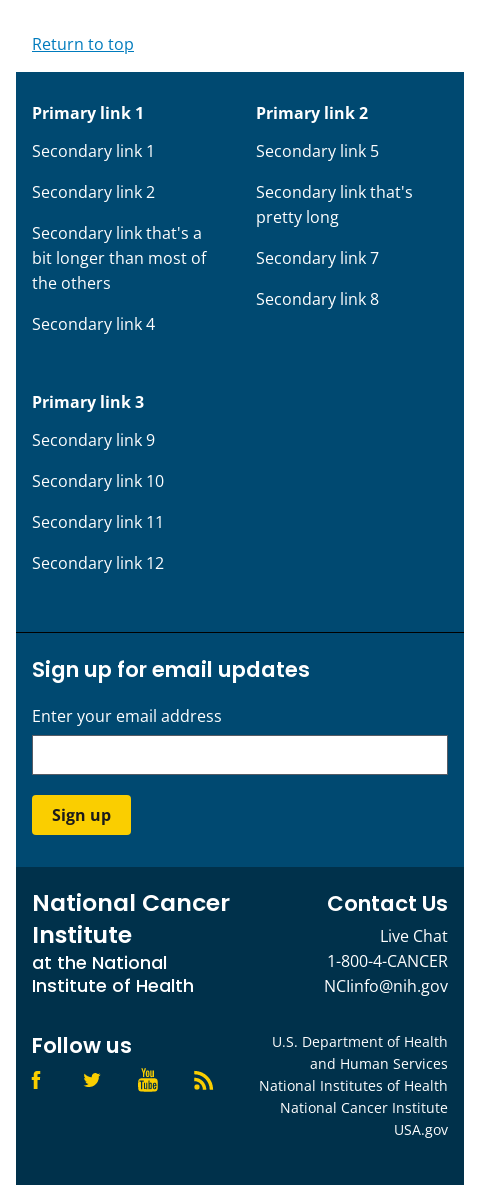 Return to top
Primary link 1
Secondary link 1
Secondary link 2
Secondary link that's a
bit longer than most of
the others
Secondary link 4
Primary link 2
Secondary link 5
Secondary link that's
pretty long
Secondary link 7
Secondary link 8
Primary link 3
Secondary link 9
Secondary link 10
Secondary link 11
Secondary link 12
Sign up for email updates
Enter your email address
Sign up
National Cancer
Institute
at the National
Institute of Health
Contact Us
Live Chat
1-800-4-CANCER
NCIinfo@nih.gov
Follow us
You
Tube
U.S. Department of Health
and Human Services
National Institutes of Health
National Cancer Institute
USA.gov